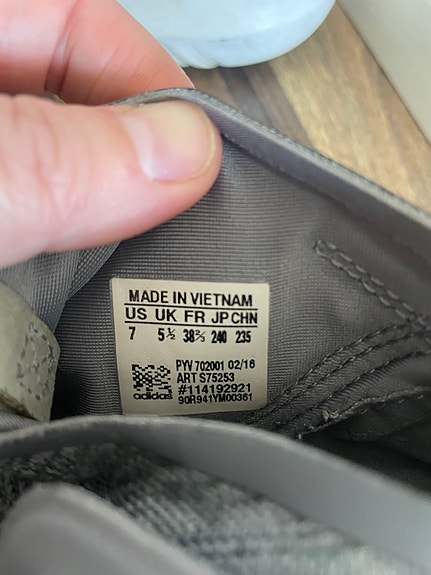 MADE IN VIETNAM
US UK FR JP CHN
7 5½ 38⅔ 240 235
PYV 702001 02/16
ART S75253
#114192921
adidas 90R941YM00361